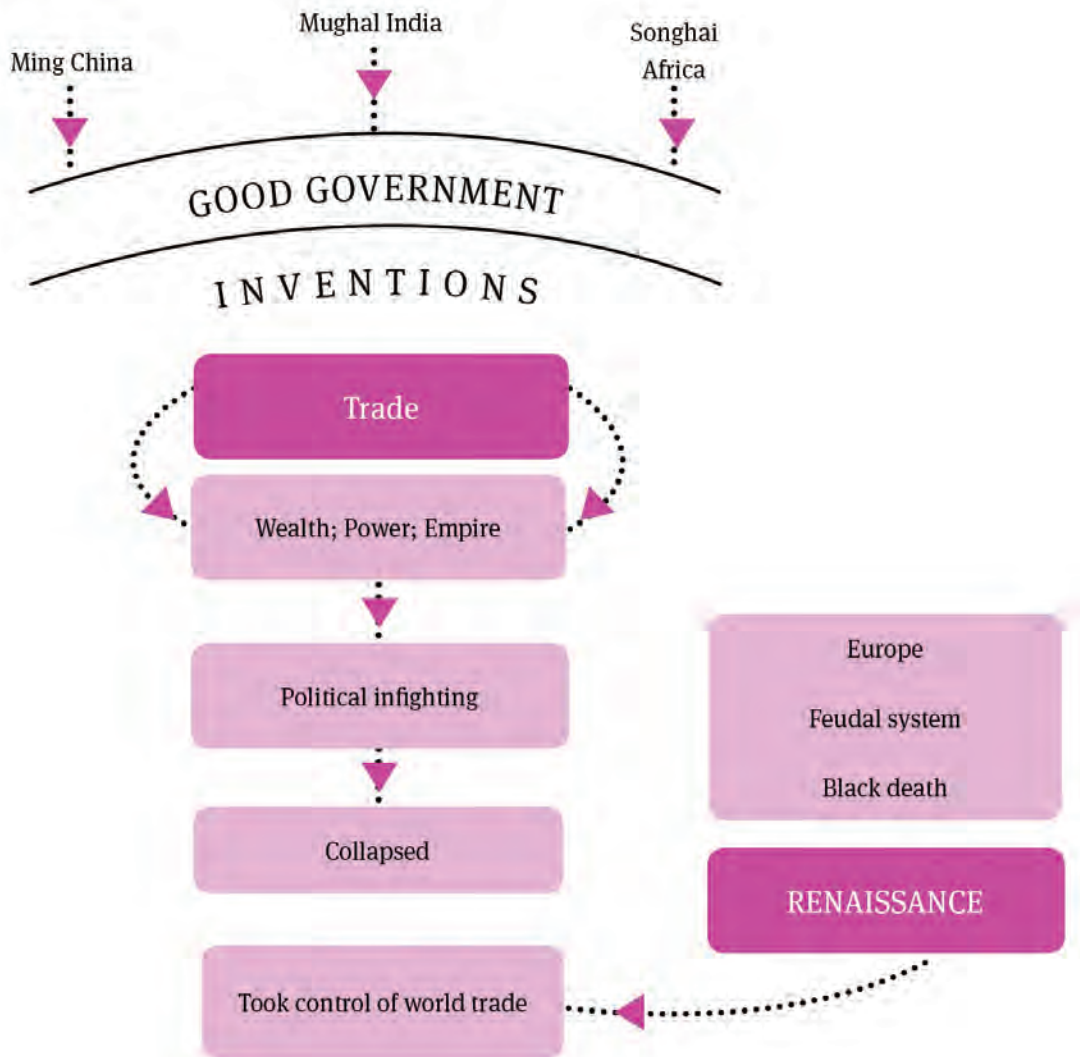 Ming China
Mughal India
Songhai
Africa
GOOD GOVERNMENT
INVENTIONS
Trade
Wealth; Power; Empire
Political infighting
Collapsed
Took control of world trade
Europe
Feudal system
Black death
RENAISSANCE